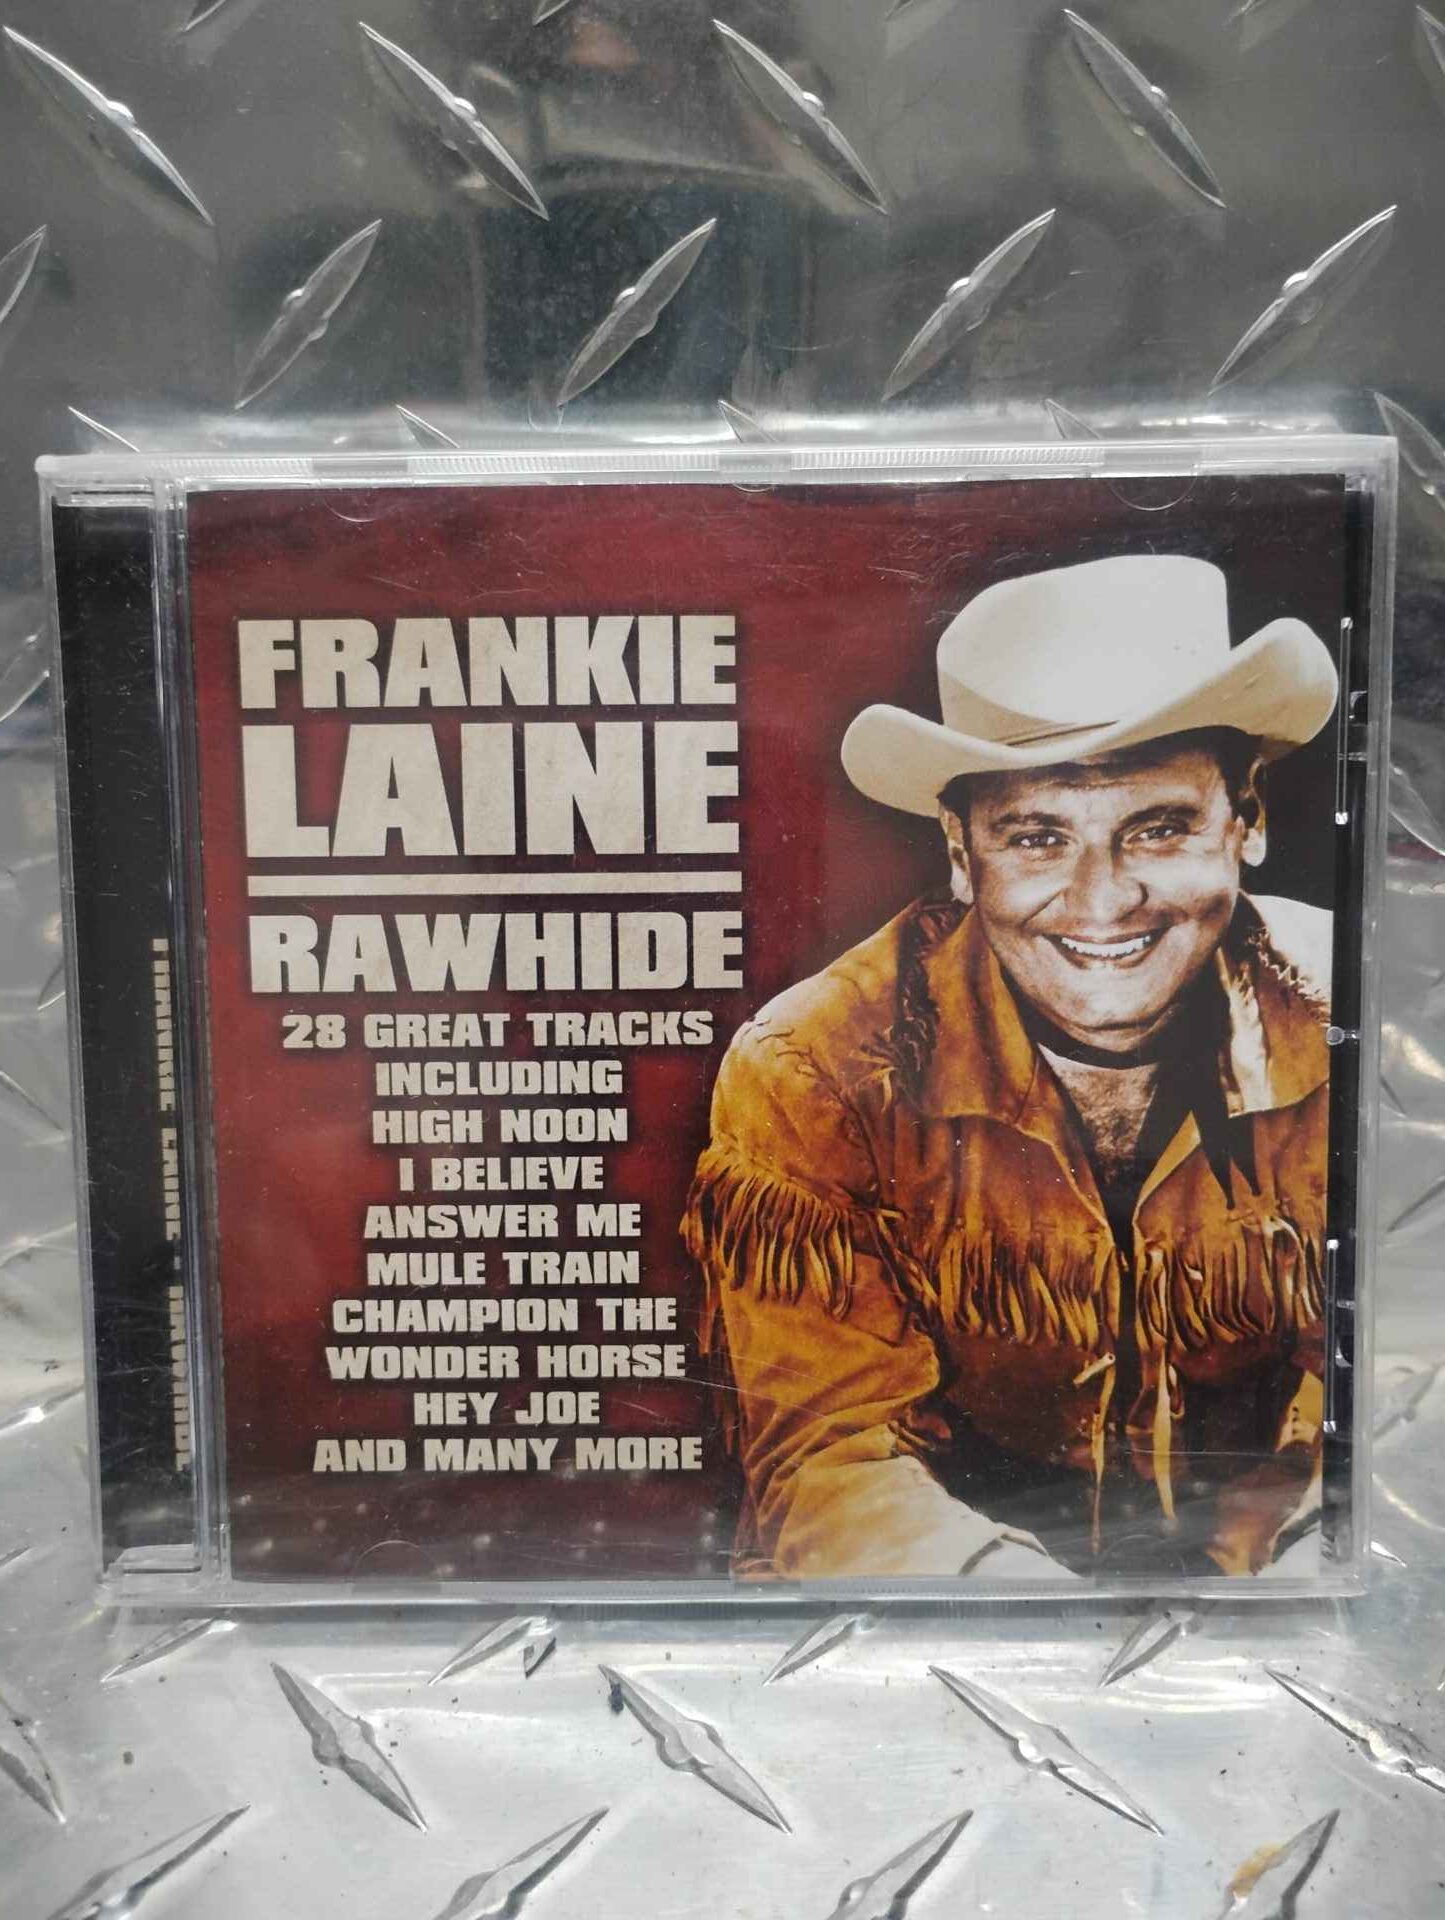 FRANKIE
LAINE
RAWHIDE
28 GREAT TRACKS
INCLUDING
HIGH NOON
I BELIEVE
ANSWER ME
MULE TRAIN
CHAMPION THE
WONDER HORSE
HEY JOE
AND MANY MORE
FRANKIE LAINE - RAWHIDE